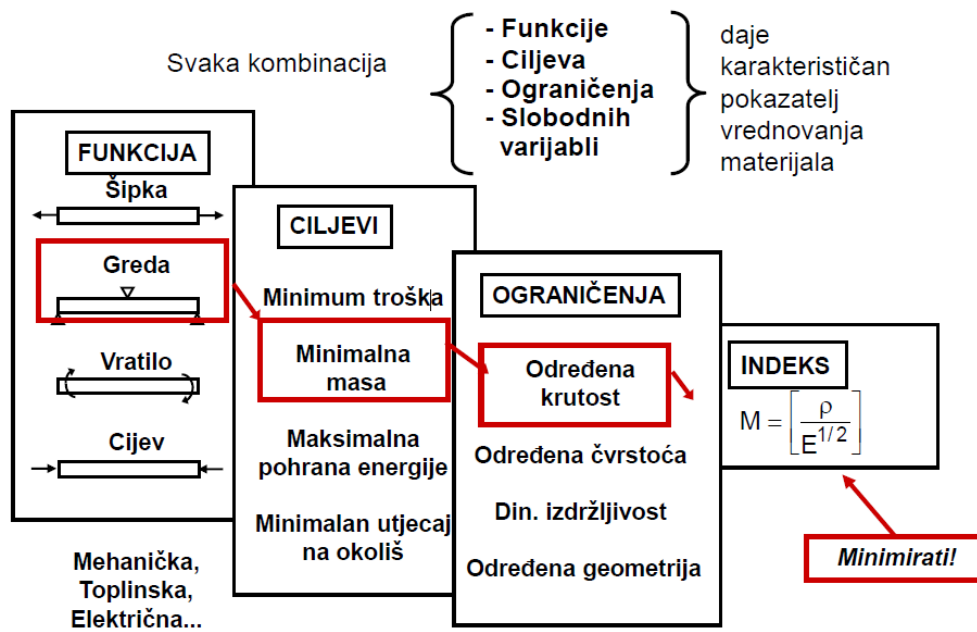 Svaka kombinacija
- Funkcije
- Ciljeva
- Ograničenja
- Slobodnih
varijabli
daje
karakterističan
pokazatelj
vrednovanja
materijala
FUNKCIJA
Šipka
Greda
Vratilo
Cijev
Mehanička,
Toplinska,
Električna...
CILJEVI
Minimum troška
Minimalna
masa
Maksimalna
pohrana energije
Minimalan utjecaj
na okoliš
OGRANIČENJA
Određena
krutost
Određena čvrstoća
Din. izdržljivost
Određena geometrija
INDEKS
M = [ρ / E^1/2]
Minimirati!